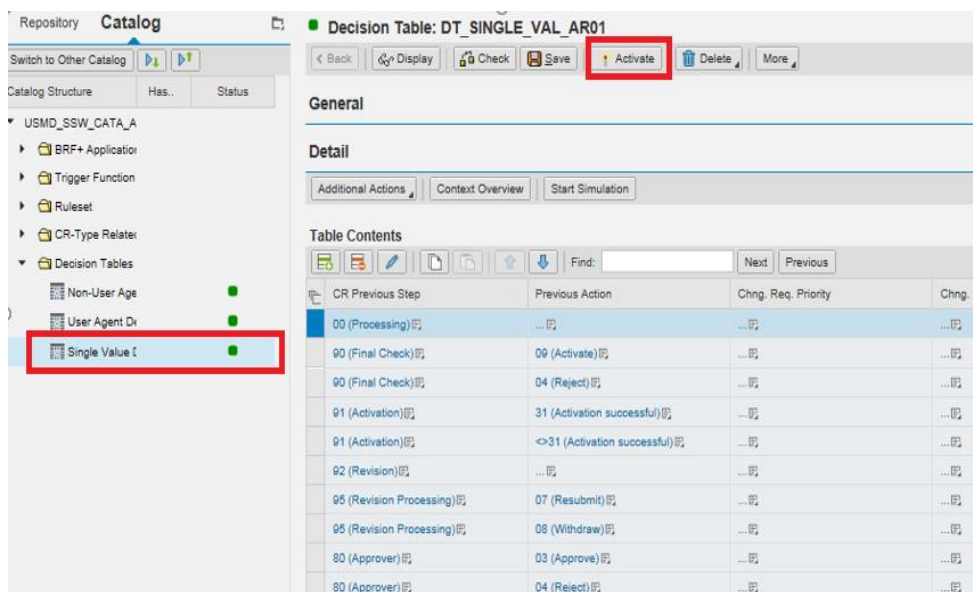 Repository Catalog
Switch to Other Catalog
Catalog Structure Has.. Status
USMD_SSW_CATA_A
BRF+ Application
Trigger Function
Ruleset
CR-Type Related
Decision Tables
Non-User Age
User Agent De
Single Value D
Decision Table: DT_SINGLE_VAL_AR01
< Back Display Check Save Activate Delete More
General
Detail
Additional Actions Context Overview Start Simulation
Table Contents
Find: Next Previous
CR Previous Step Previous Action Chng. Req. Priority Chng.
00 (Processing) ... ... ...
90 (Final Check) 09 (Activate) ... ...
90 (Final Check) 04 (Reject) ... ...
91 (Activation) 31 (Activation successful) ... ...
91 (Activation) <>31 (Activation successful) ... ...
92 (Revision) ... ... ...
95 (Revision Processing) 07 (Resubmit) ... ...
95 (Revision Processing) 08 (Withdraw) ... ...
80 (Approver) 03 (Approve) ... ...
80 (Approver) 04 (Reject) ... ...